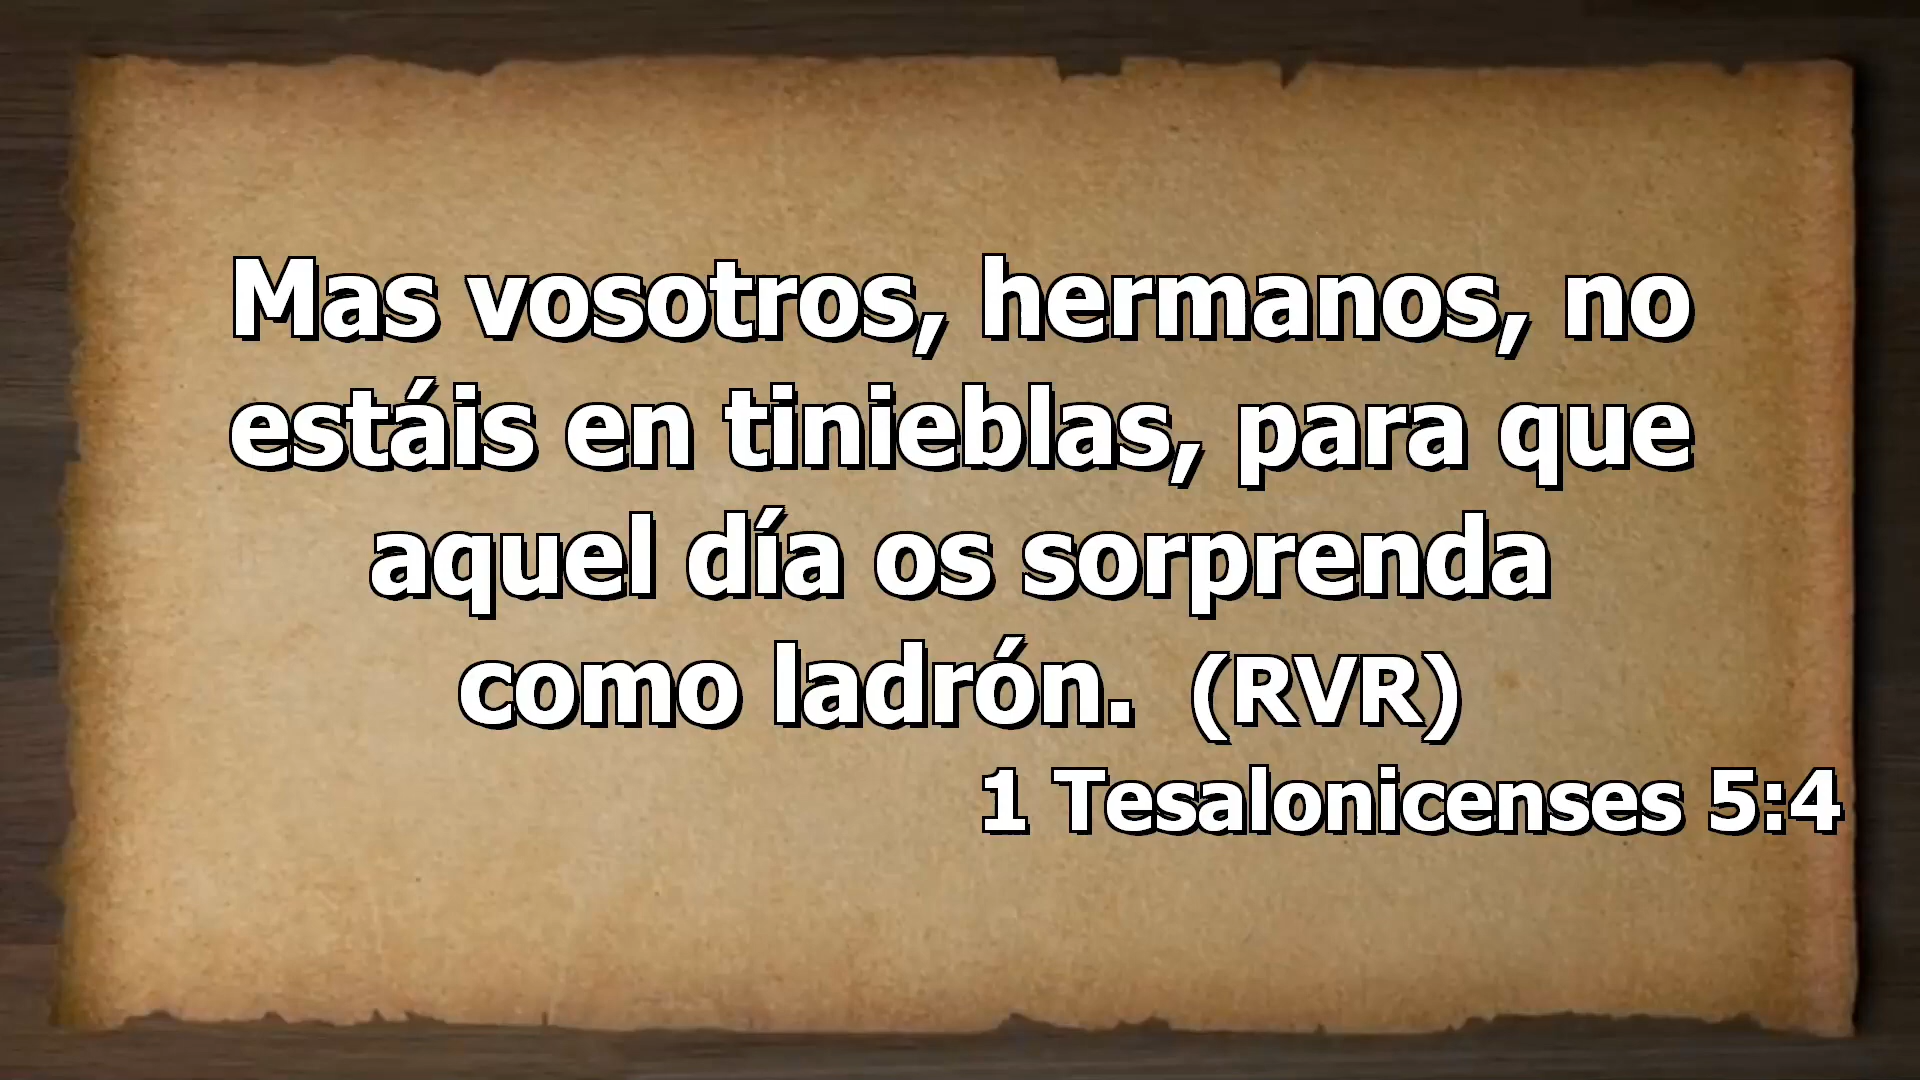 Mas vosotros, hermanos, no
estáis en tinieblas, para que
aquel día os sorprenda
como ladrón. (RVR)
1 Tesalonicenses 5:4